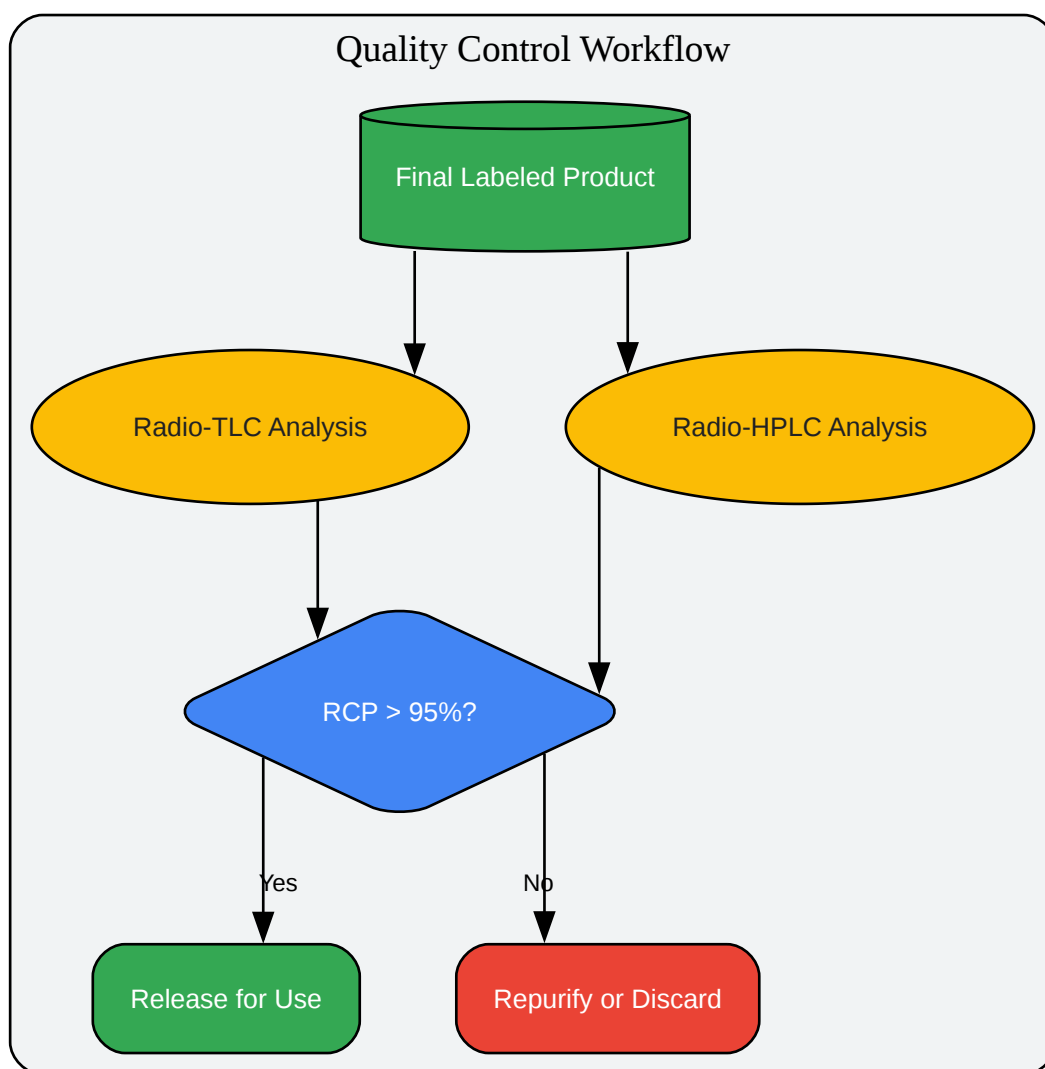 Quality Control Workflow
Final Labeled Product
Radio-TLC Analysis
Radio-HPLC Analysis
RCP > 95%?
Yes
No
Release for Use
Repurify or Discard